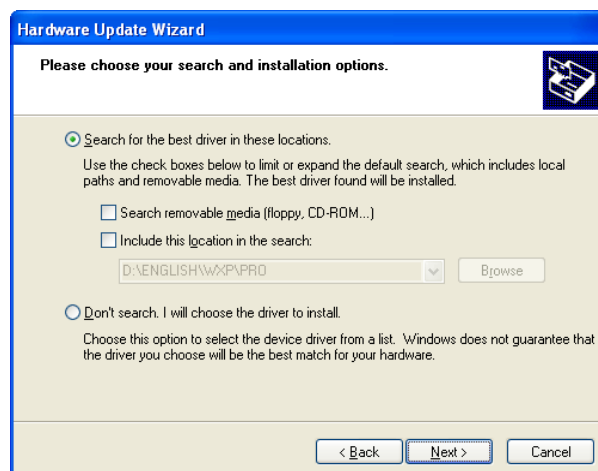 Hardware Update Wizard
Please choose your search and installation options.
Search for the best driver in these locations.
Use the check boxes below to limit or expand the default search, which includes local
paths and removable media. The best driver found will be installed.
Search removable media (floppy, CD-ROM...)
Include this location in the search:
D:\ENGLISH\WXP\PRO
Browse
Don't search. I will choose the driver to install.
Choose this option to select the device driver from a list. Windows does not guarantee that
the driver you choose will be the best match for your hardware.
< Back Next > Cancel